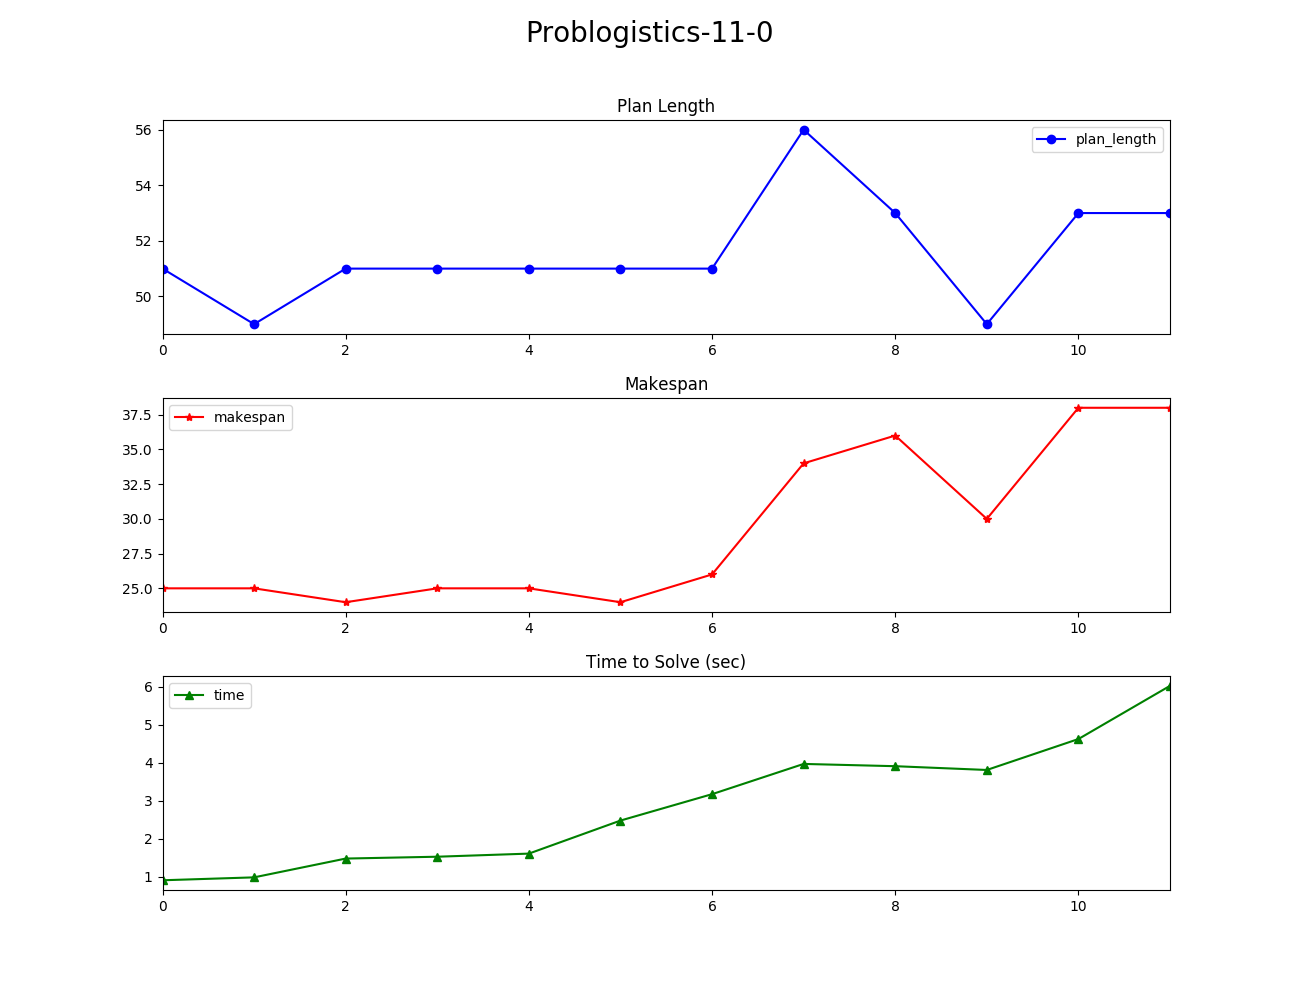 Problogistics-11-0
Plan Length
56
54
52
50
plan_length
0 2 4 6 8 10
Makespan
37.5
35.0
32.5
30.0
27.5
25.0
makespan
0 2 4 6 8 10
Time to Solve (sec)
6
5
4
3
2
1
time
0 2 4 6 8 10